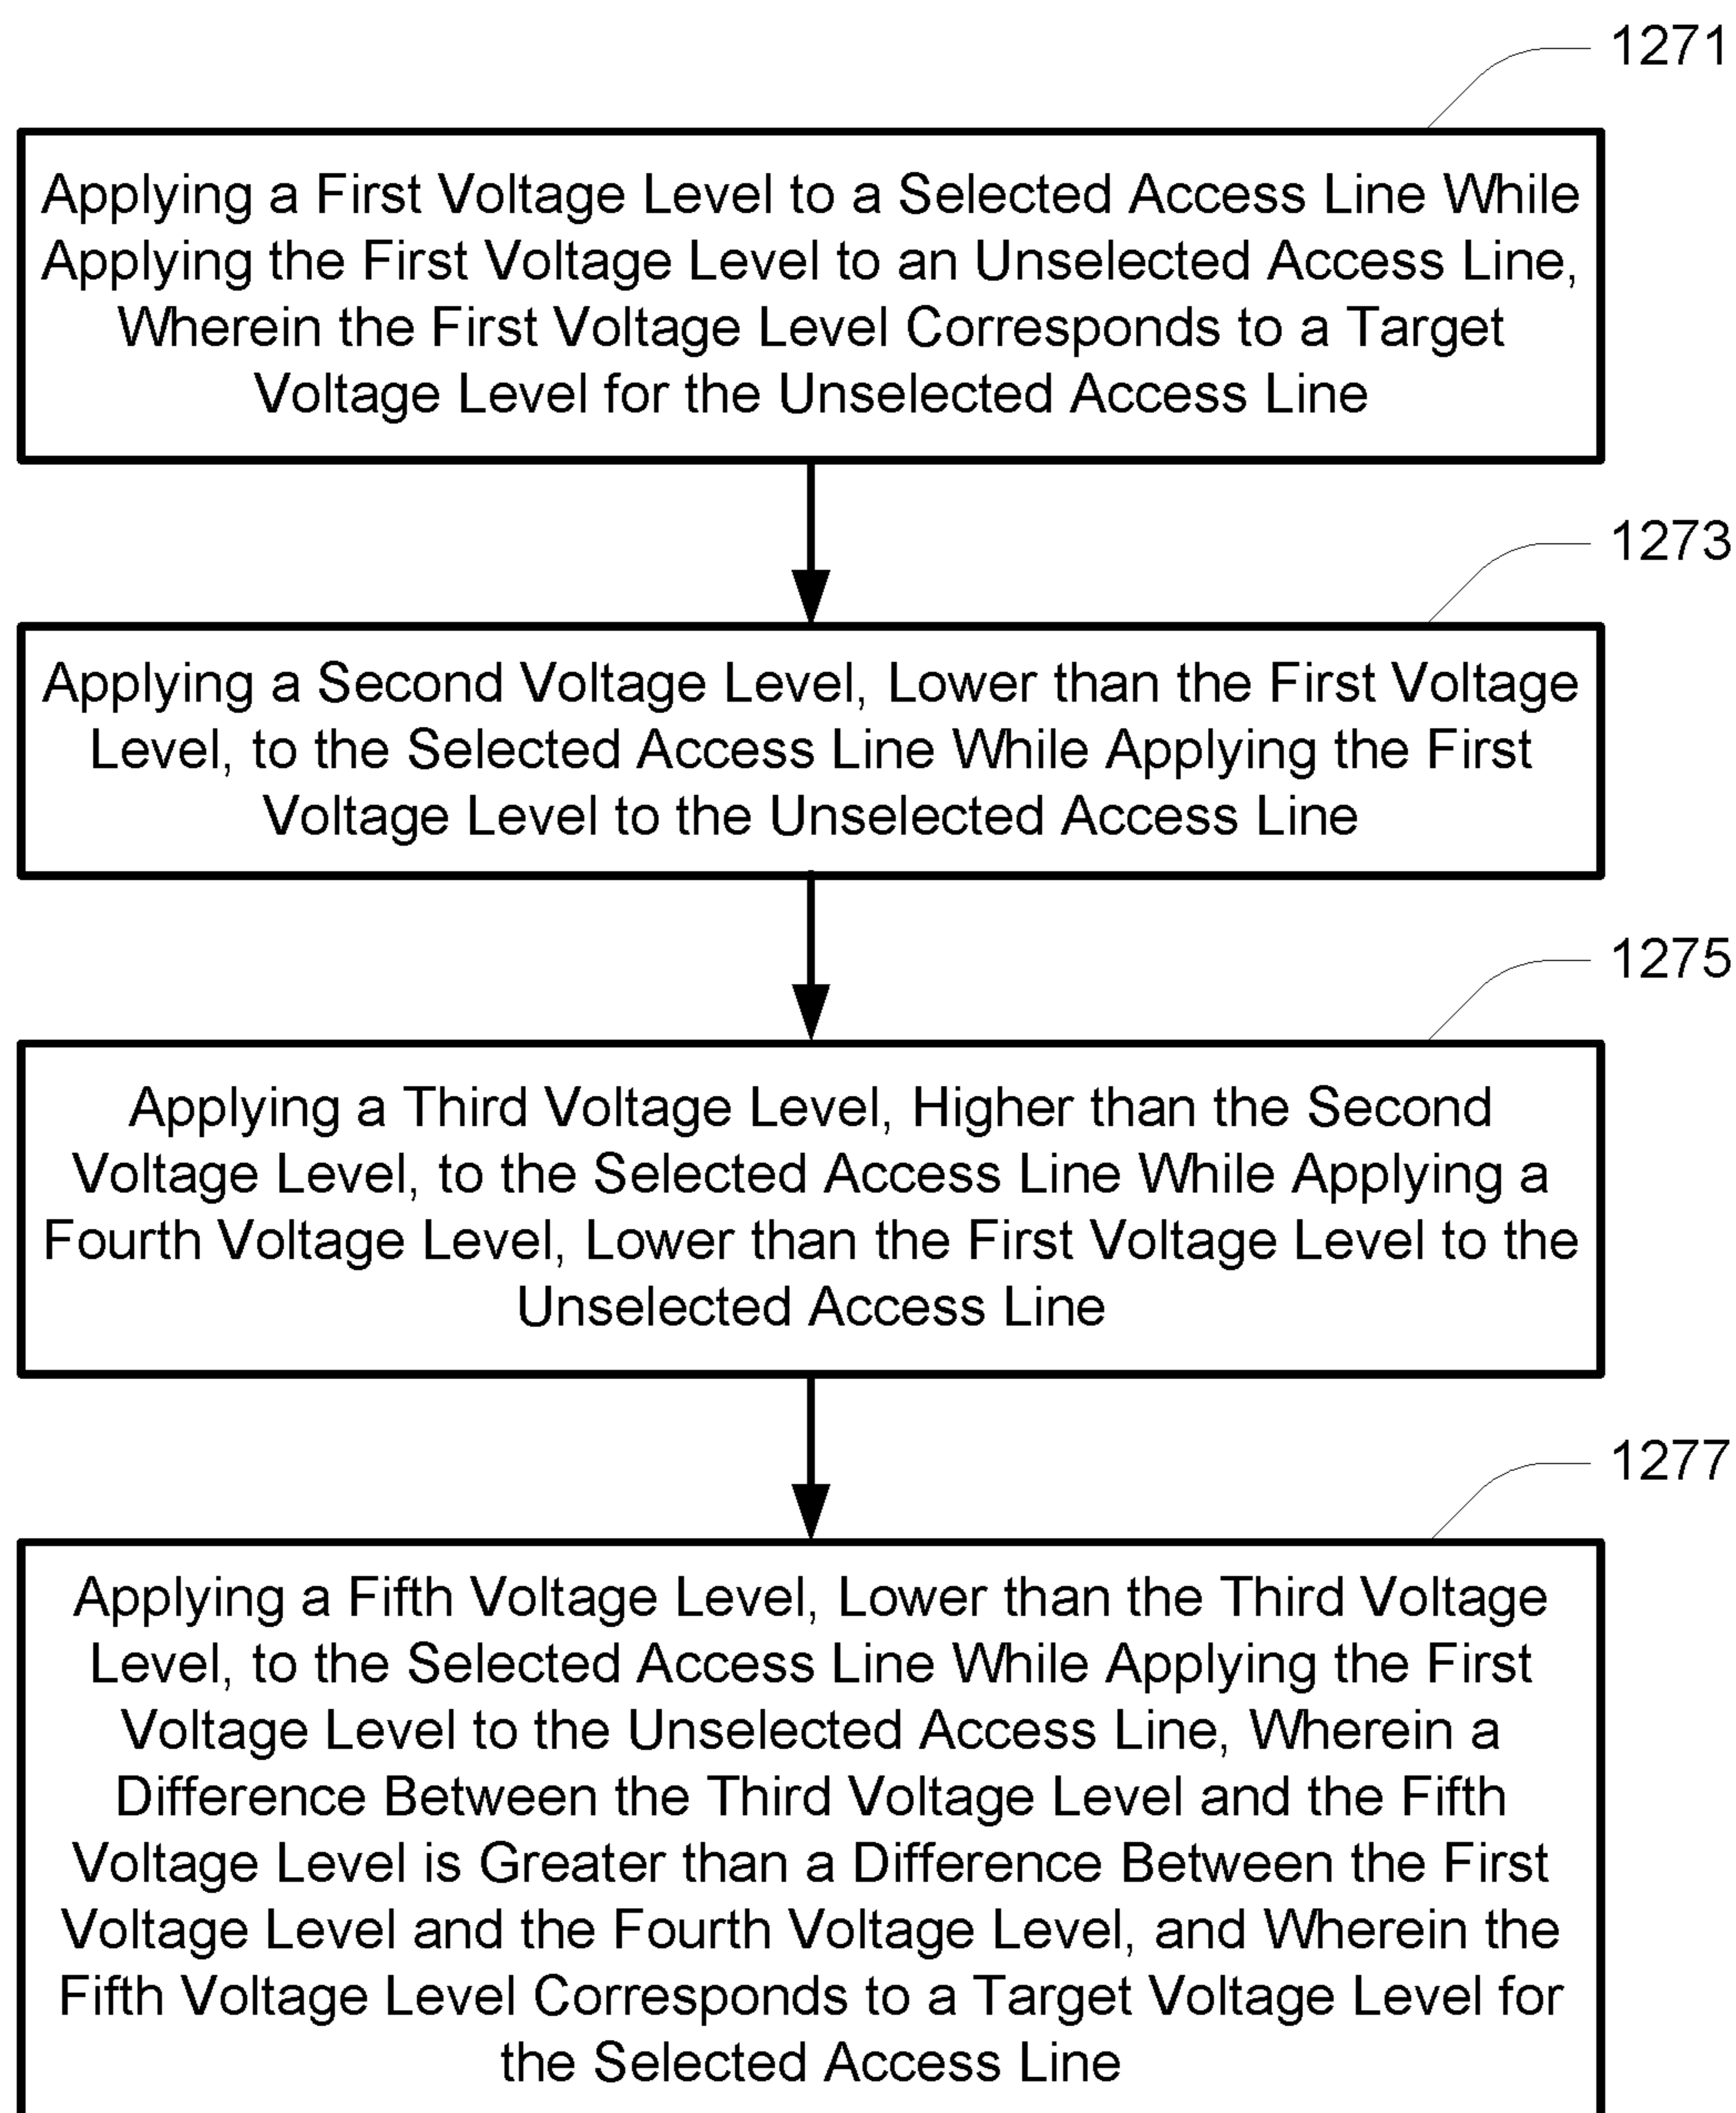 1271
Applying a First Voltage Level to a Selected Access Line While
Applying the First Voltage Level to an Unselected Access Line,
Wherein the First Voltage Level Corresponds to a Target
Voltage Level for the Unselected Access Line
1273
Applying a Second Voltage Level, Lower than the First Voltage
Level, to the Selected Access Line While Applying the First
Voltage Level to the Unselected Access Line
1275
Applying a Third Voltage Level, Higher than the Second
Voltage Level, to the Selected Access Line While Applying a
Fourth Voltage Level, Lower than the First Voltage Level to the
Unselected Access Line
1277
Applying a Fifth Voltage Level, Lower than the Third Voltage
Level, to the Selected Access Line While Applying the First
Voltage Level to the Unselected Access Line, Wherein a
Difference Between the Third Voltage Level and the Fifth
Voltage Level is Greater than a Difference Between the First
Voltage Level and the Fourth Voltage Level, and Wherein the
Fifth Voltage Level Corresponds to a Target Voltage Level for
the Selected Access Line